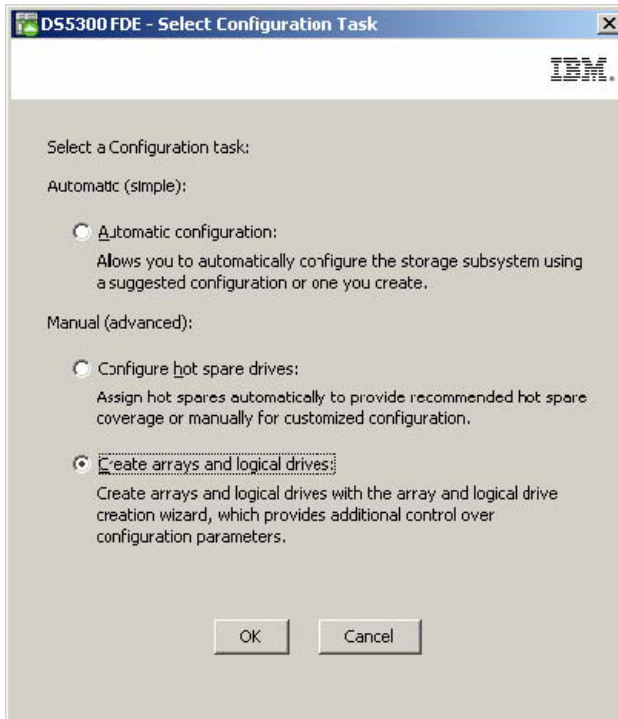 DS5300 FDE - Select Configuration Task
IBM.
Select a Configuration task:
Automatic (simple):
Automatic configuration:
Allows you to automatically configure the storage subsystem using
a suggested configuration or one you create.
Manual (advanced):
Configure hot spare drives:
Assign hot spares automatically to provide recommended hot spare
coverage or manually for customized configuration.
Create arrays and logical drives:
Create arrays and logical drives with the array and logical drive
creation wizard, which provides additional control over
configuration parameters.
OK
Cancel